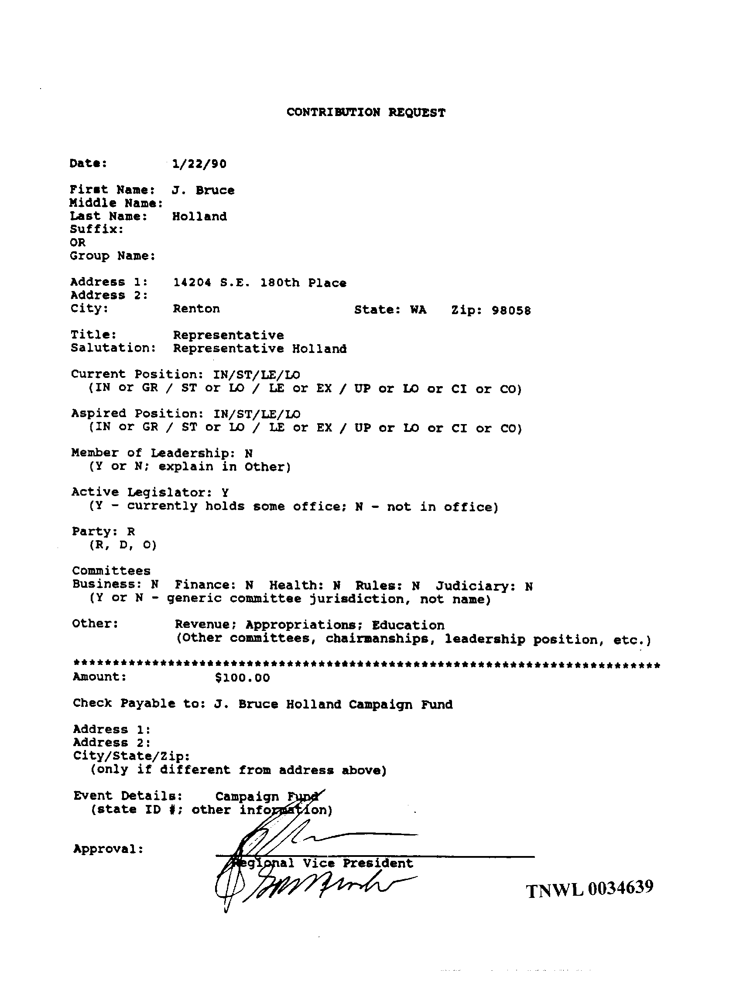 CONTRIBUTION REQUEST
Date: 1/22/90
First Name: J. Bruce
Middle Name:
Last Name: Holland
Suffix:
OR
Group Name:
Address 1: 14204 S.E. 180th Place
Address 2:
City: Renton State: WA Zip: 98058
Title: Representative
Salutation: Representative Holland
Current Position: IN/ST/LE/LO
(IN or GR / ST or LO / LE or EX / UP or LO or CI or CO)
Aspired Position: IN/ST/LE/LO
(IN or GR / ST or LO / LE or EX / UP or LO or CI or CO)
Member of Leadership: N
(Y or N; explain in Other)
Active Legislator: Y
(Y - currently holds some office; N - not in office)
Party: R
(R, D, O)
Committees
Business: N Finance: N Health: N Rules: N Judiciary: N
(Y or N - generic committee jurisdiction, not name)
Other: Revenue; Appropriations; Education
(Other committees, chairmanships, leadership position, etc.)
**************************************************************************
Amount: $100.00
Check Payable to: J. Bruce Holland Campaign Fund
Address 1:
Address 2:
City/State/Zip:
(only if different from address above)
Event Details: Campaign Fund
(state ID #; other information)
Approval:
Regional Vice President
TNWL 0034639